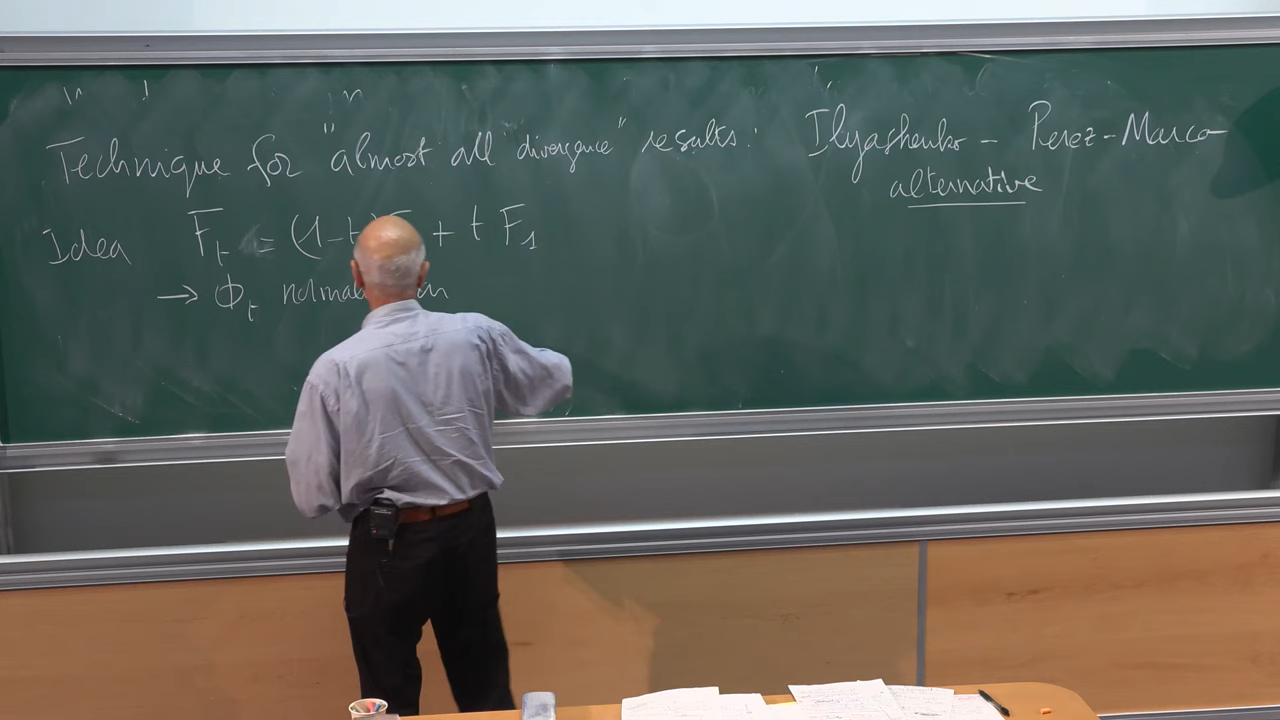 Technique for "almost all "divergence" results: Ilyashenko - Perez-Marco
alternative
Idea F_t = (1-t) + t F_1
→ Φ_t